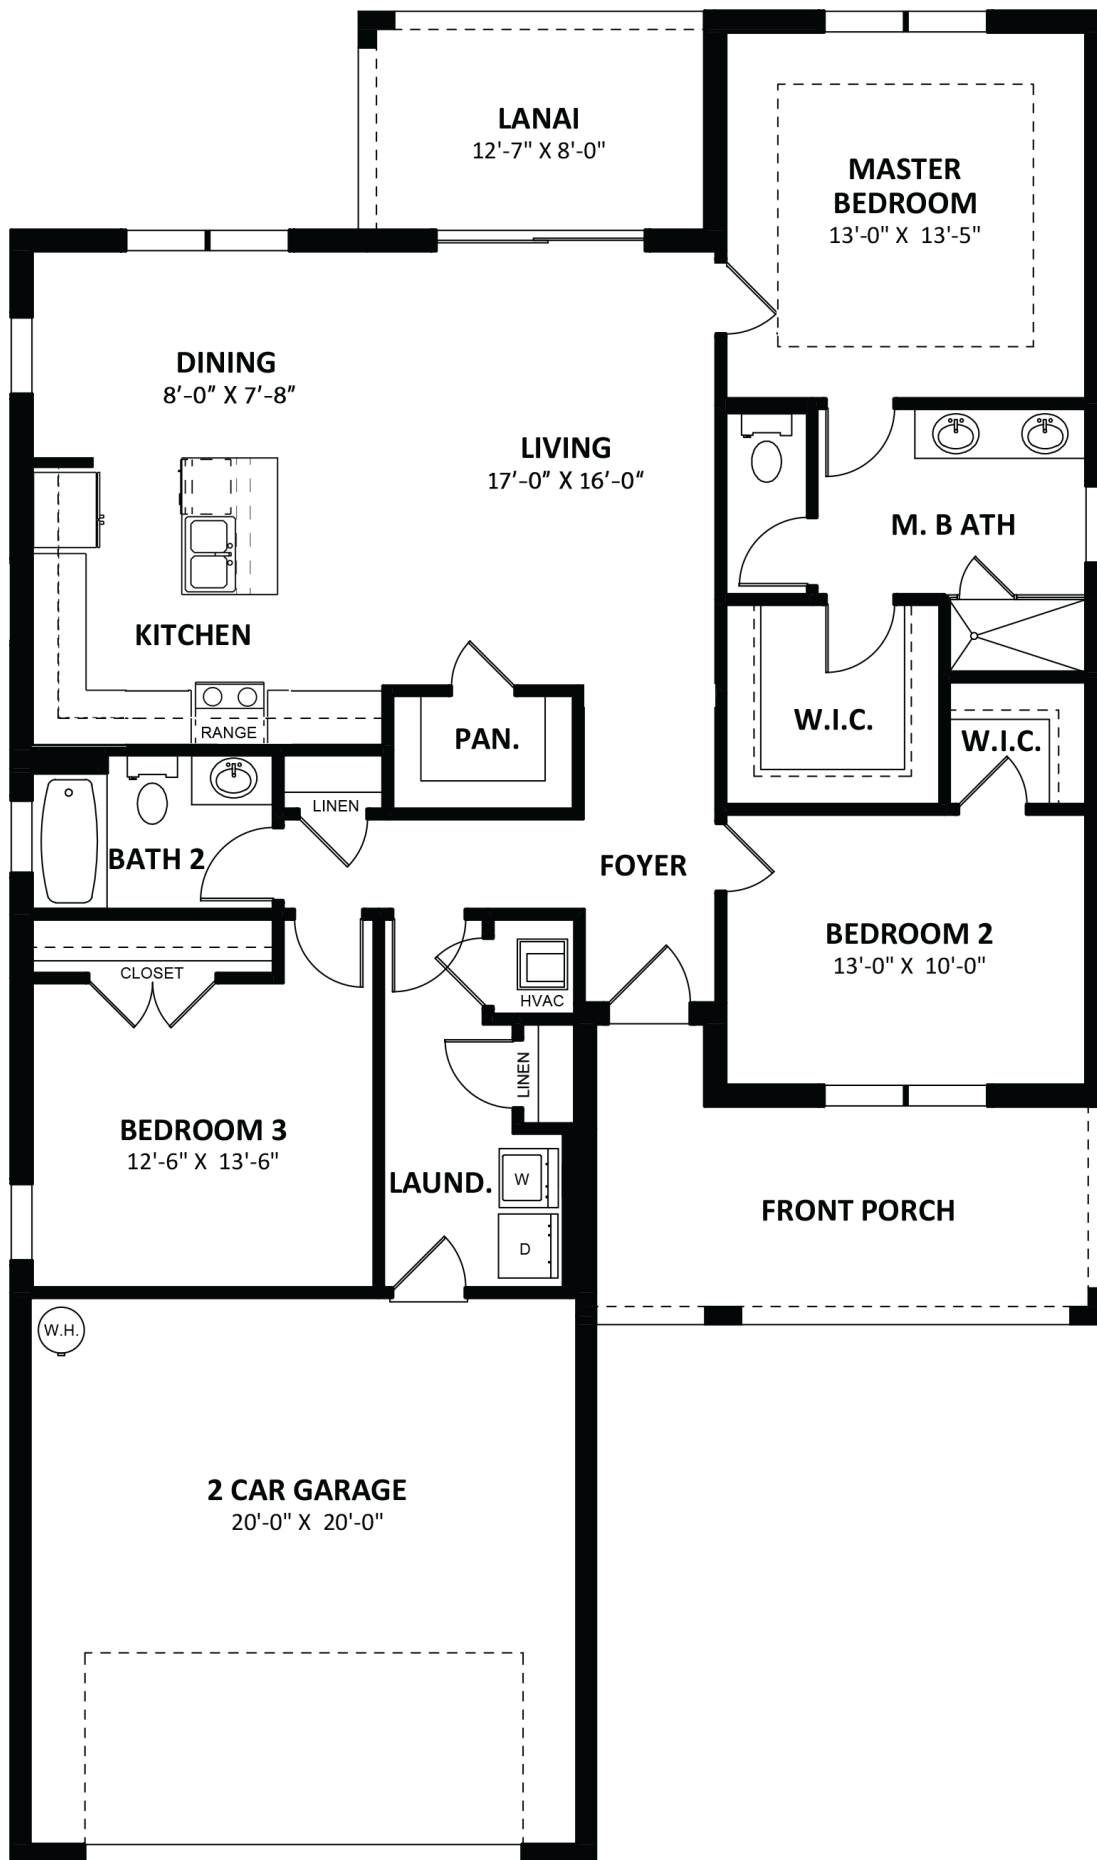 LANAI
12'-7" X 8'-0"
MASTER
BEDROOM
13'-0" X 13'-5"
DINING
8'-0" X 7'-8"
LIVING
17'-0" X 16'-0"
M. B ATH
KITCHEN
RANGE
PAN.
W.I.C.
W.I.C.
LINEN
BATH 2
FOYER
BEDROOM 2
13'-0" X 10'-0"
CLOSET
HVAC
LINEN
BEDROOM 3
12'-6" X 13'-6"
LAUND.
W
D
FRONT PORCH
W.H.
2 CAR GARAGE
20'-0" X 20'-0"